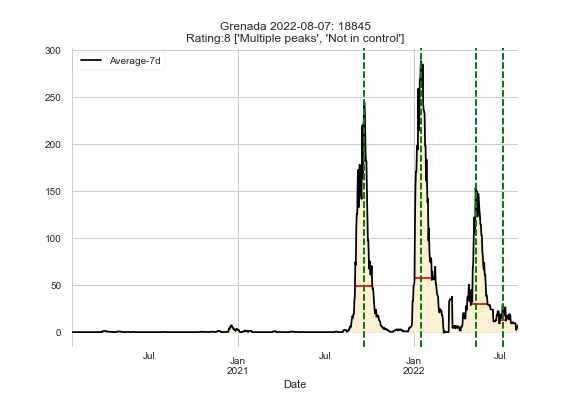 Grenada 2022-08-07: 18845
Rating:8 ['Multiple peaks', 'Not in control']
Average-7d
300
250
200
150
100
50
0
Jul
Jan
2021
Jul
Jan
2022
Jul
Date